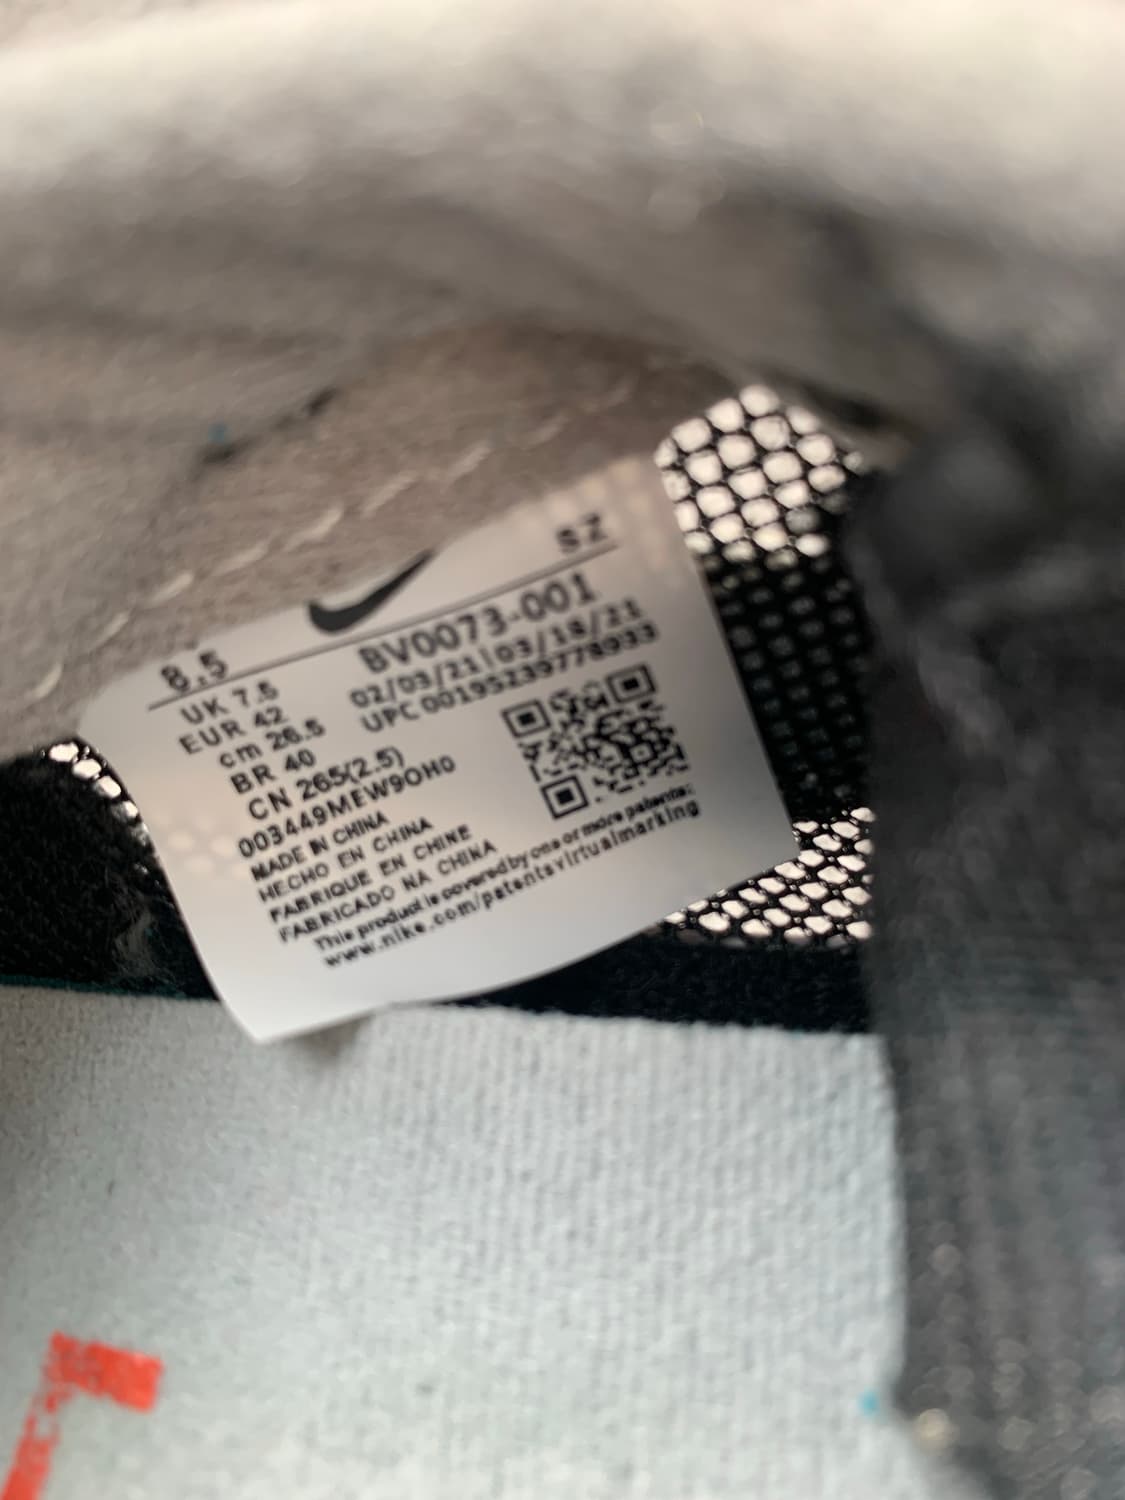 8.5 SZ
UK 7.5 BV0073-001
EUR 42 02/03/21|03/18/21
cm 26.5 UPC 00195239778933
BR 40
CN 265(2.5)
003449MEW9OH0
MADE IN CHINA
HECHO EN CHINA
FABRIQUE EN CHINE
FABRICADO NA CHINA
This product is covered by one or more patents:
www.nike.com/patentsvirtualmarking